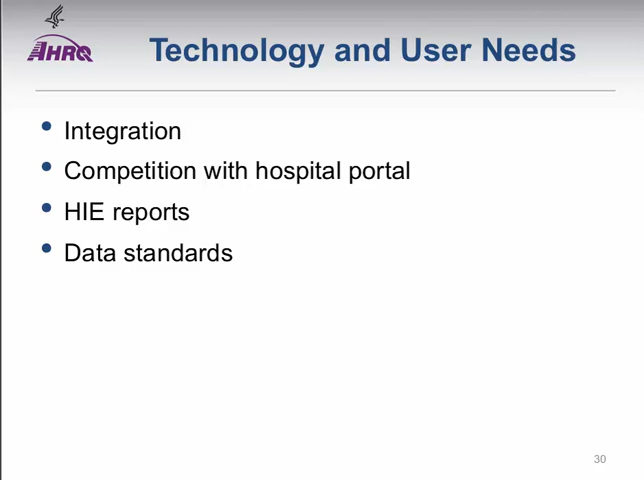 AHRQ
Technology and User Needs
• Integration
• Competition with hospital portal
• HIE reports
• Data standards
30